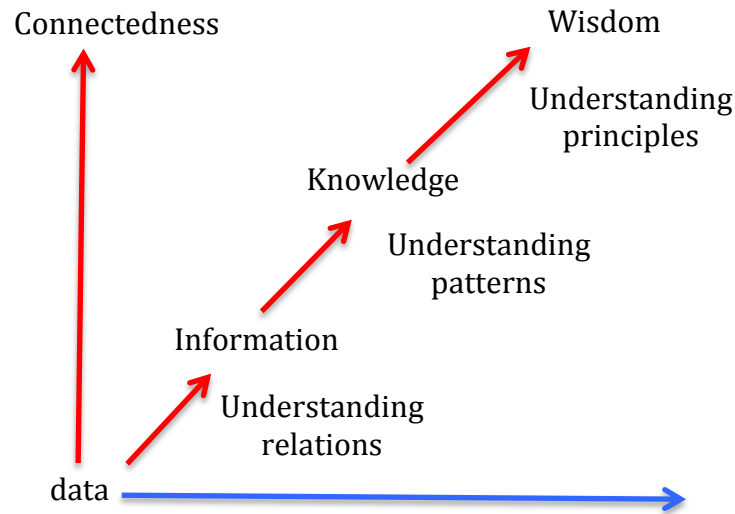 Connectedness
Wisdom
Understanding
principles
Knowledge
Understanding
patterns
Information
Understanding
relations
data